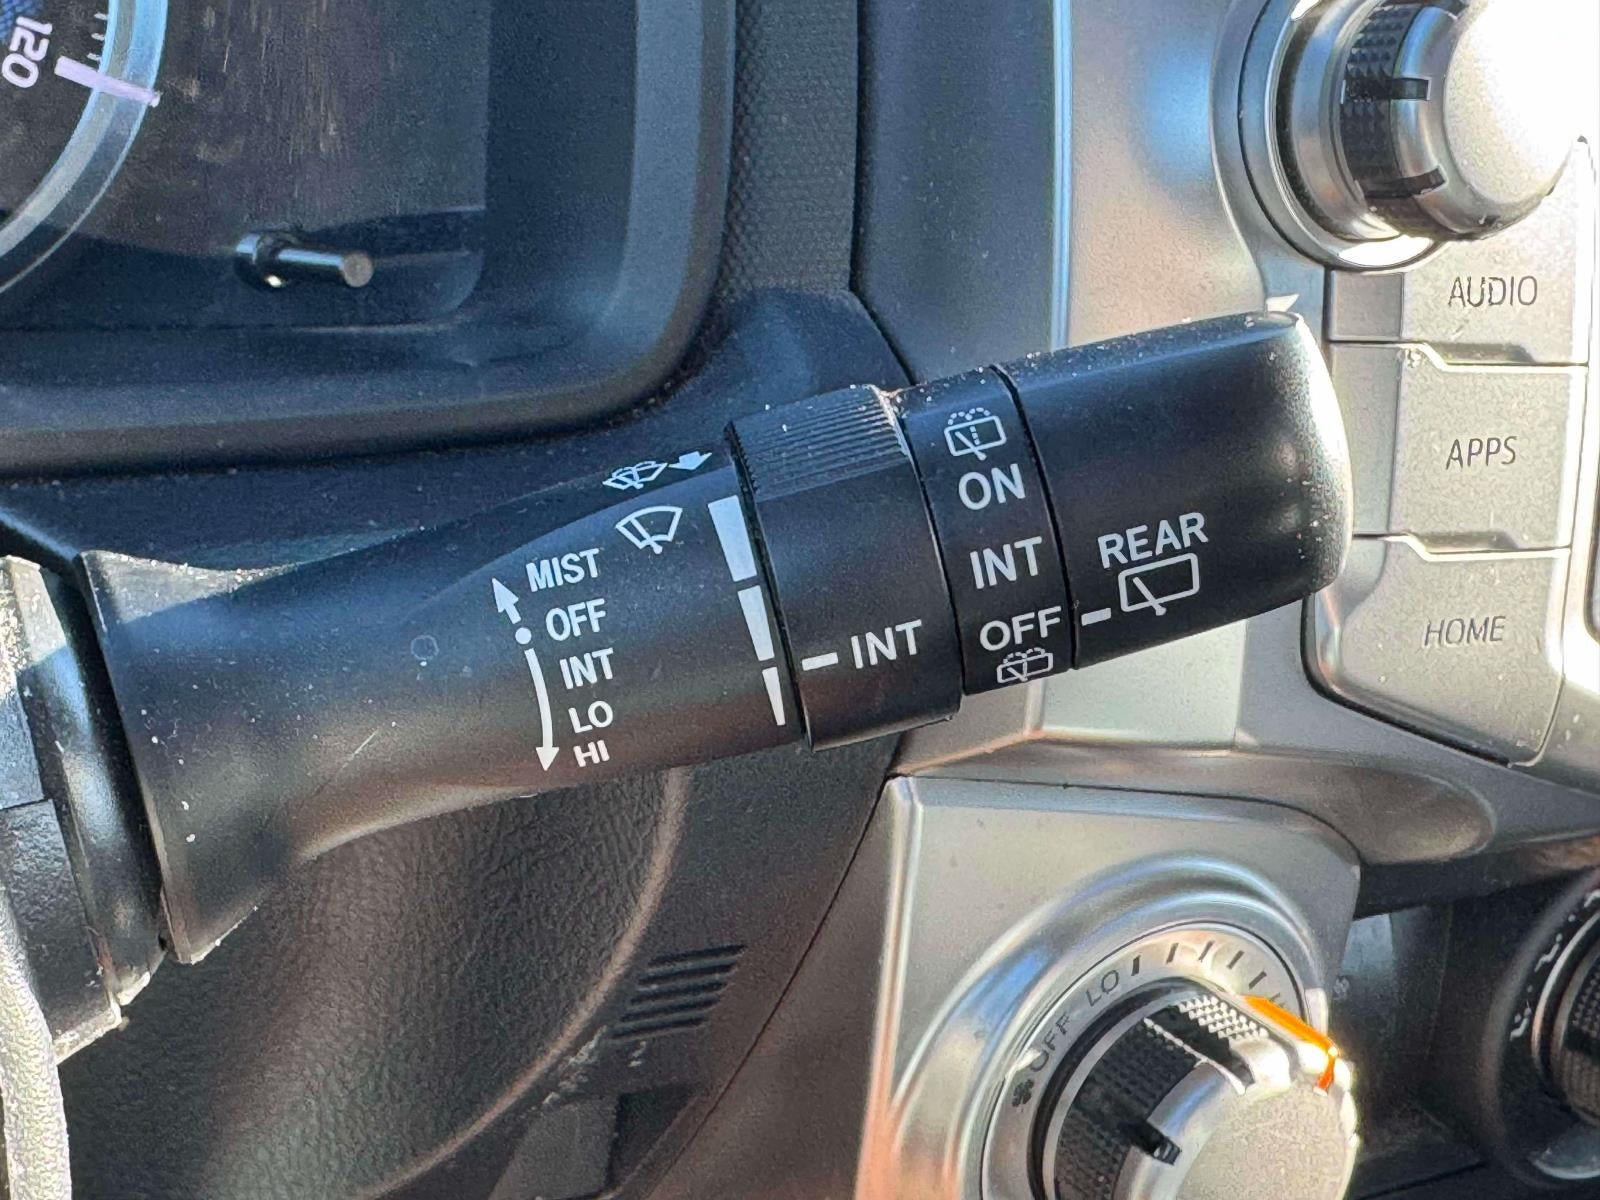 120
AUDIO
APPS
HOME
MIST
OFF
INT
LO
HI
INT
ON
INT
OFF
REAR
OFF LO